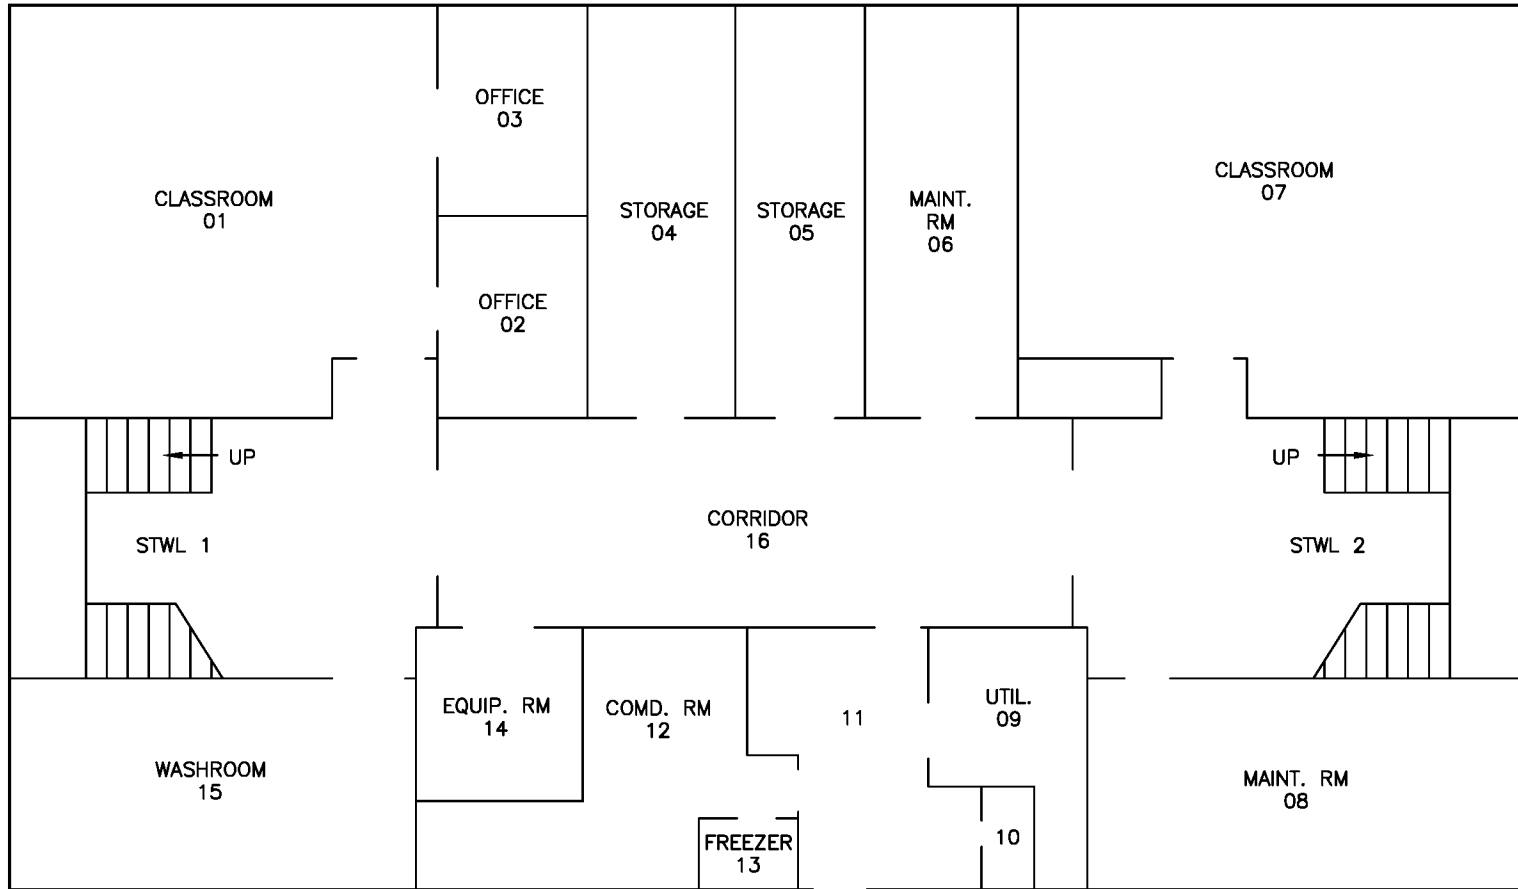 OFFICE
03
CLASSROOM
01
STORAGE
04
STORAGE
05
MAINT.
RM
06
CLASSROOM
07
OFFICE
02
UP
UP
STWL 1
CORRIDOR
16
STWL 2
EQUIP. RM
14
COMD. RM
12
11
UTIL.
09
WASHROOM
15
MAINT. RM
08
FREEZER
13
10